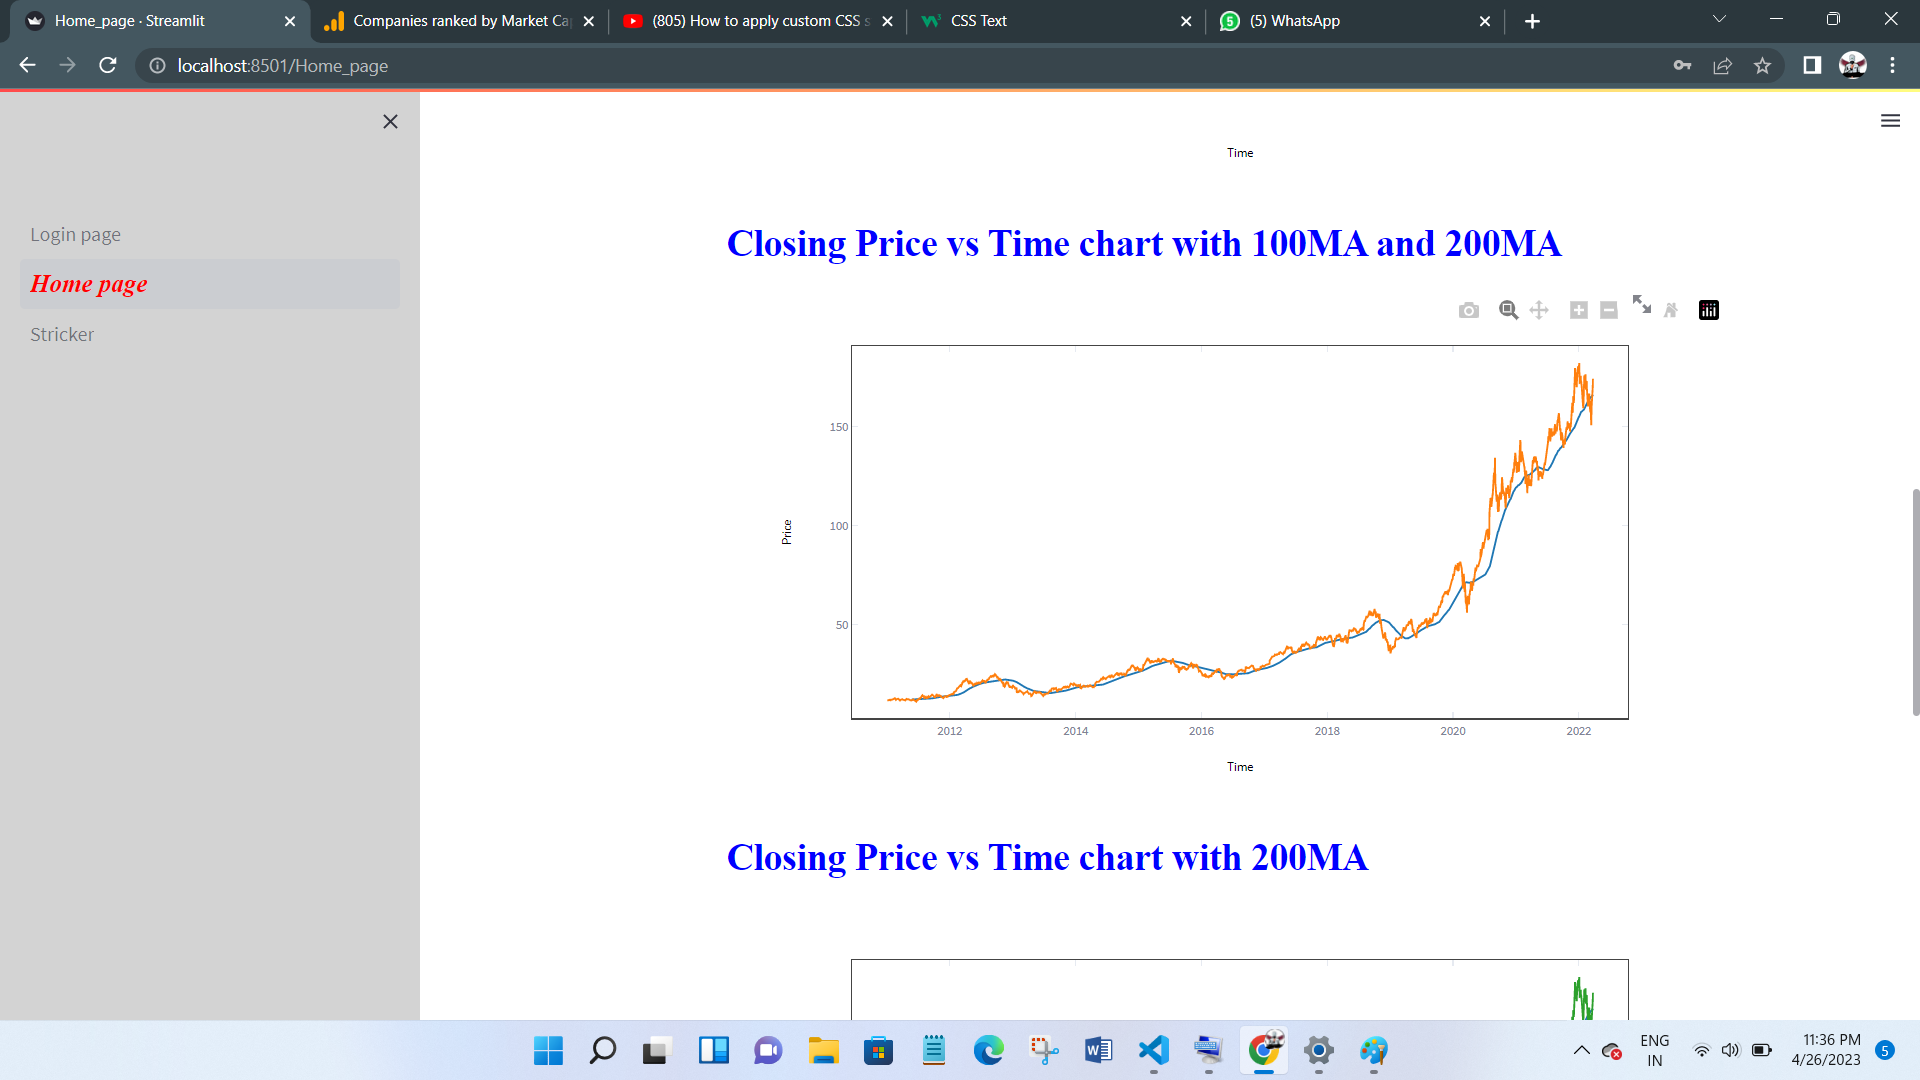 Home_page · Streamlit
Companies ranked by Market Ca
(805) How to apply custom CSS s
CSS Text
(5) WhatsApp
localhost:8501/Home_page
Login page
Home page
Stricker
Time
Closing Price vs Time chart with 100MA and 200MA
150
100
50
Price
2012 2014 2016 2018 2020 2022
Time
Closing Price vs Time chart with 200MA
ENG
IN
11:36 PM
4/26/2023
5